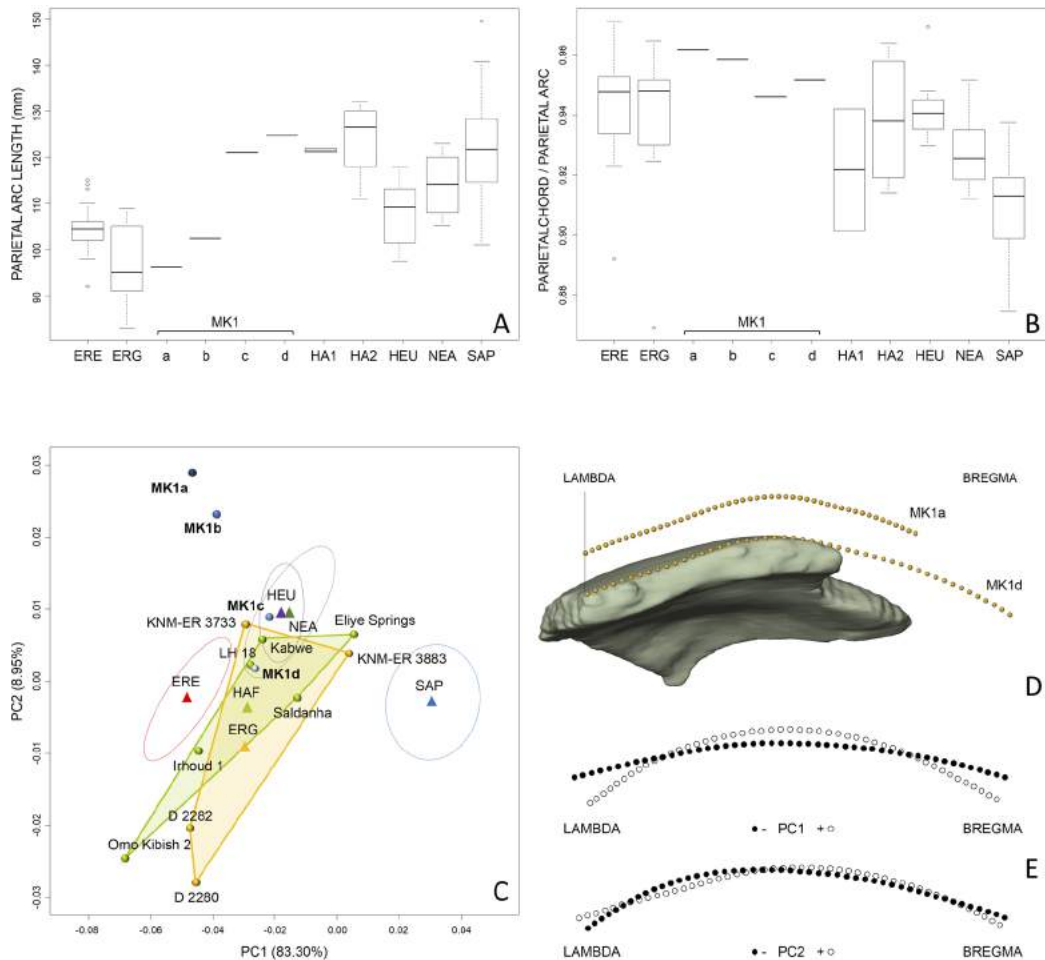 PARIETAL ARC LENGTH (mm)
150
140
130
120
110
100
90
MK1
A
ERE ERG a b c d HA1 HA2 HEU NEA SAP
PARIETALCHORD / PARIETAL ARC
0.96
0.94
0.92
0.90
0.88
MK1
B
ERE ERG a b c d HA1 HA2 HEU NEA SAP
PC2 (8.95%)
0.03
0.02
0.01
0.00
-0.01
-0.02
-0.03
MK1a
MK1b
HEU
MK1c
NEA
Eliye Springs
KNM-ER 3733
Kabwe
LH 18
KNM-ER 3883
MK1d
ERE
HAF
SAP
Saldanha
ERG
Irhoud 1
D 2282
Omo Kibish 2
D 2280
C
-0.08 -0.06 -0.04 -0.02 0.00 0.02 0.04
PC1 (83.30%)
LAMBDA BREGMA
MK1a
MK1d
D
LAMBDA BREGMA
- PC1 +
E
LAMBDA BREGMA
- PC2 +